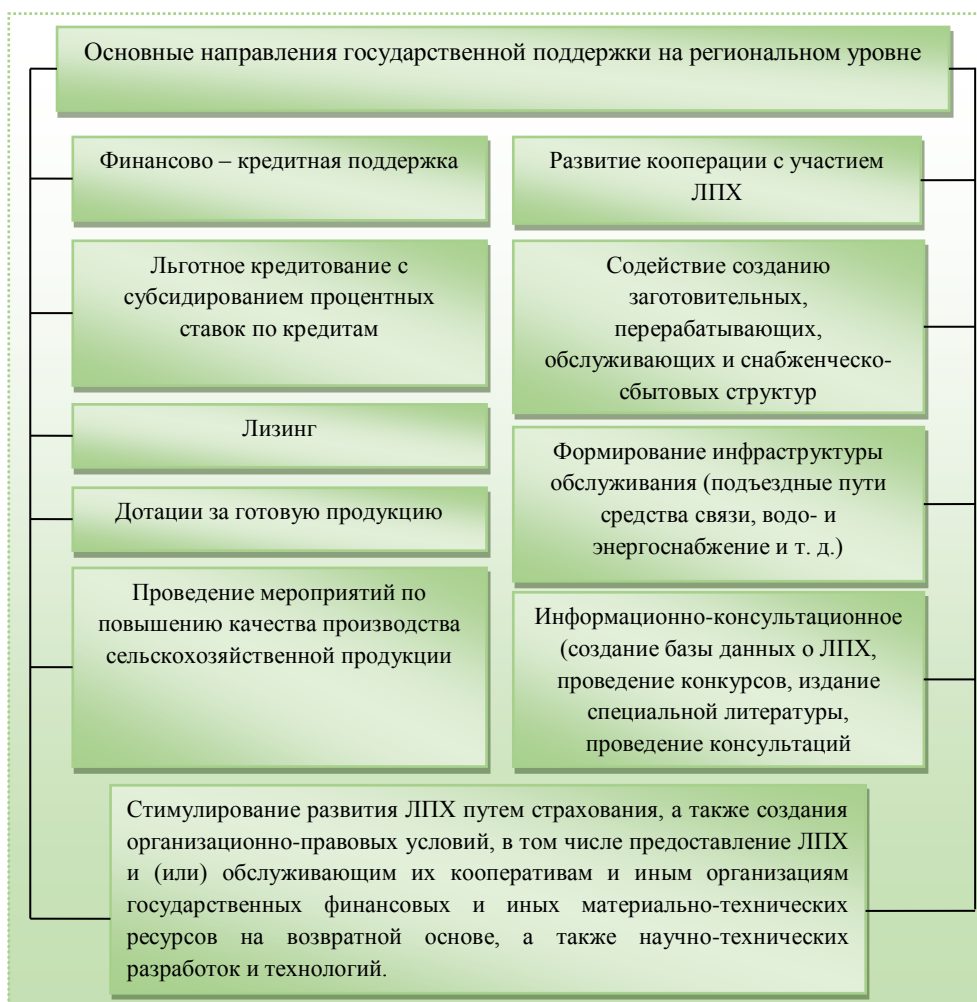 Основные направления государственной поддержки на региональном уровне
Финансово – кредитная поддержка
Льготное кредитование с
субсидированием процентных
ставок по кредитам
Лизинг
Дотации за готовую продукцию
Проведение мероприятий по
повышению качества производства
сельскохозяйственной продукции
Развитие кооперации с участием
ЛПХ
Содействие созданию
заготовительных,
перерабатывающих,
обслуживающих и снабженческо-
сбытовых структур
Формирование инфраструктуры
обслуживания (подъездные пути
средства связи, водо- и
энергоснабжение и т. д.)
Информационно-консультационное
(создание базы данных о ЛПХ,
проведение конкурсов, издание
специальной литературы,
проведение консультаций
Стимулирование развития ЛПХ путем страхования, а также создания
организационно-правовых условий, в том числе предоставление ЛПХ
и (или) обслуживающим их кооперативам и иным организациям
государственных финансовых и иных материально-технических
ресурсов на возвратной основе, а также научно-технических
разработок и технологий.